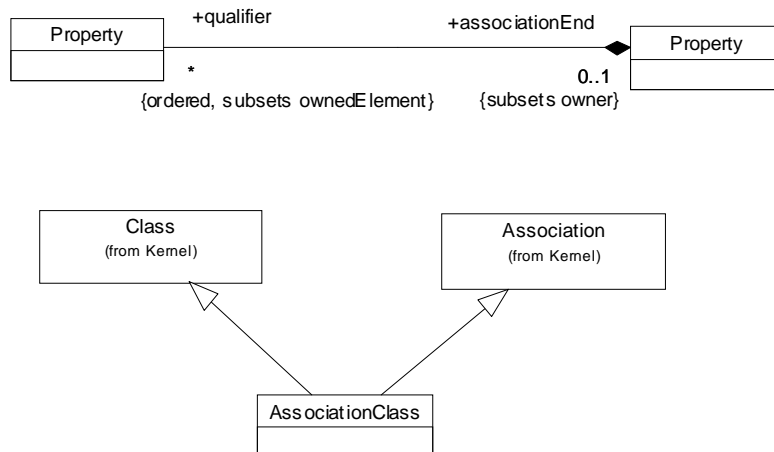 Property
+qualifier
+associationEnd
Property
*
0..1
{ordered, subsets ownedElement}
{subsets owner}
Class
(from Kernel)
Association
(from Kernel)
AssociationClass